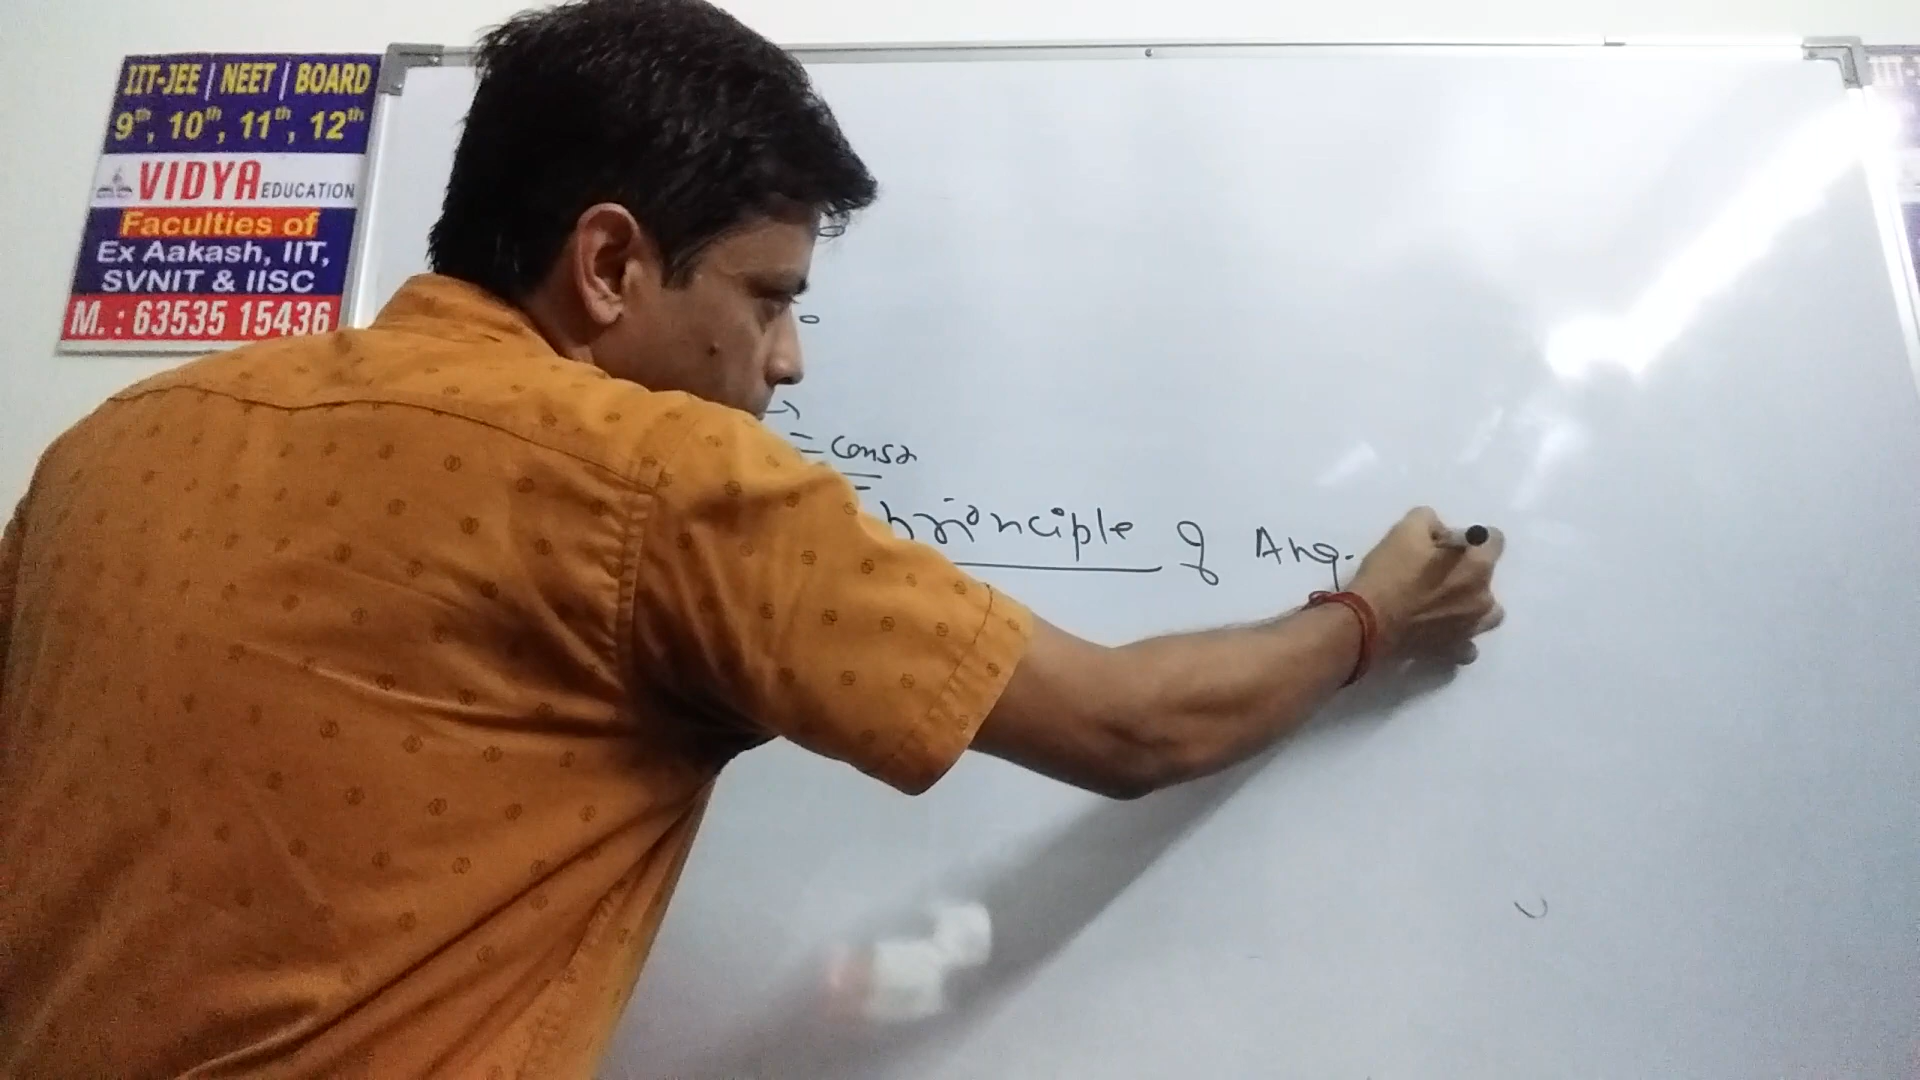 IIT-JEE | NEET | BOARD
9th, 10th, 11th, 12th
VIDYA EDUCATION
Faculties of
Ex Aakash, IIT,
SVNIT & IISC
M. : 63535 15436
= const
principle of Ang.